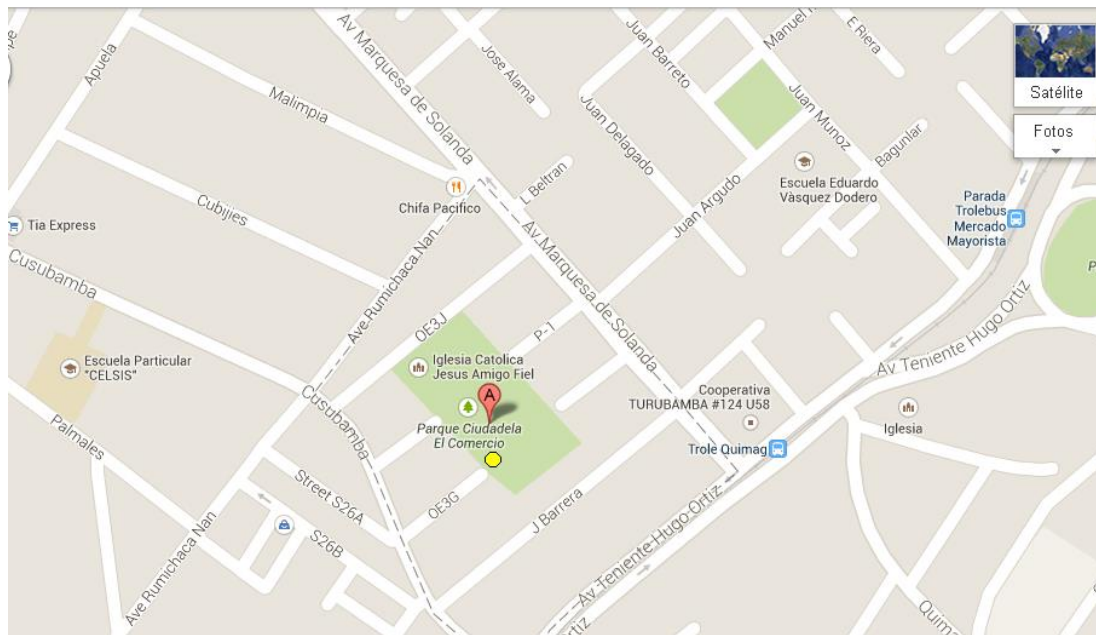 Av Marquesa de Solanda
Jose Alama
Juan Barreto
E Riera
Apuela
Malimpia
Juan Delagado
Juan Munoz
Bagunlar
Satélite
Fotos
Escuela Eduardo
Vàsquez Dodero
L Beltran
Chifa Pacifico
Cubijies
Tia Express
Juan Argudo
Parada
Trolebus
Mercado
Mayorista
Av Marquesa de Solanda
Cusubamba
Ave Rumichaca Nan
OE3J
P-1
Av Teniente Hugo Ortiz
Escuela Particular
"CELSIS"
Iglesia Catolica
Jesus Amigo Fiel
A
Parque Ciudadela
El Comercio
Cooperativa
TURUBAMBA #124 U58
Iglesia
Trole Quimag
Cusubamba
Palmales
Street S26A
OE3G
J Barrera
S26B
Ave Rumichaca Nan
Av Teniente Hugo Ortiz